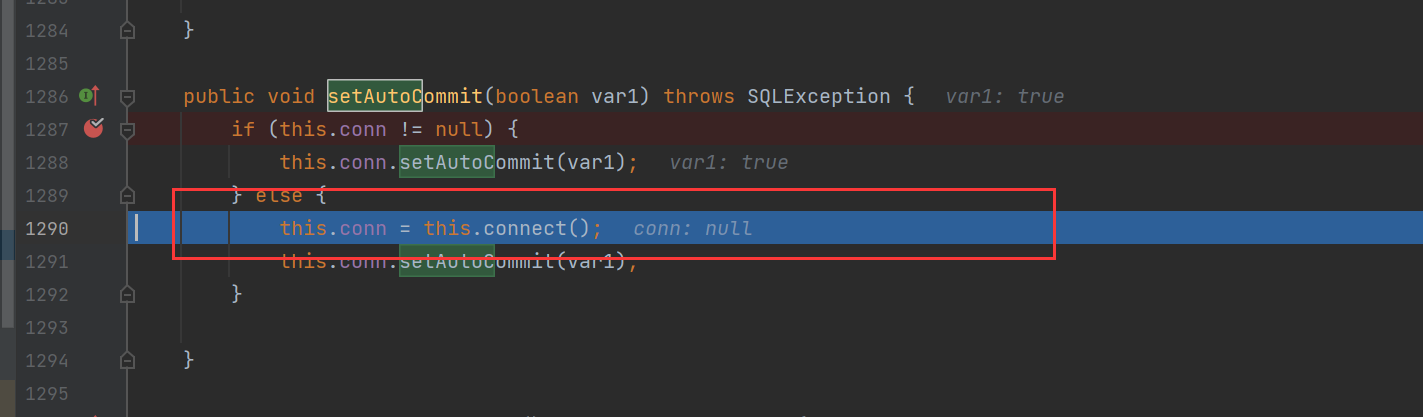 1284 }
1285
1286 public void setAutoCommit(boolean var1) throws SQLException { var1: true
1287 if (this.conn != null) {
1288 this.conn.setAutoCommit(var1); var1: true
1289 } else {
1290 this.conn = this.connect(); conn: null
1291 this.conn.setAutoCommit(var1);
1292 }
1293
1294 }
1295